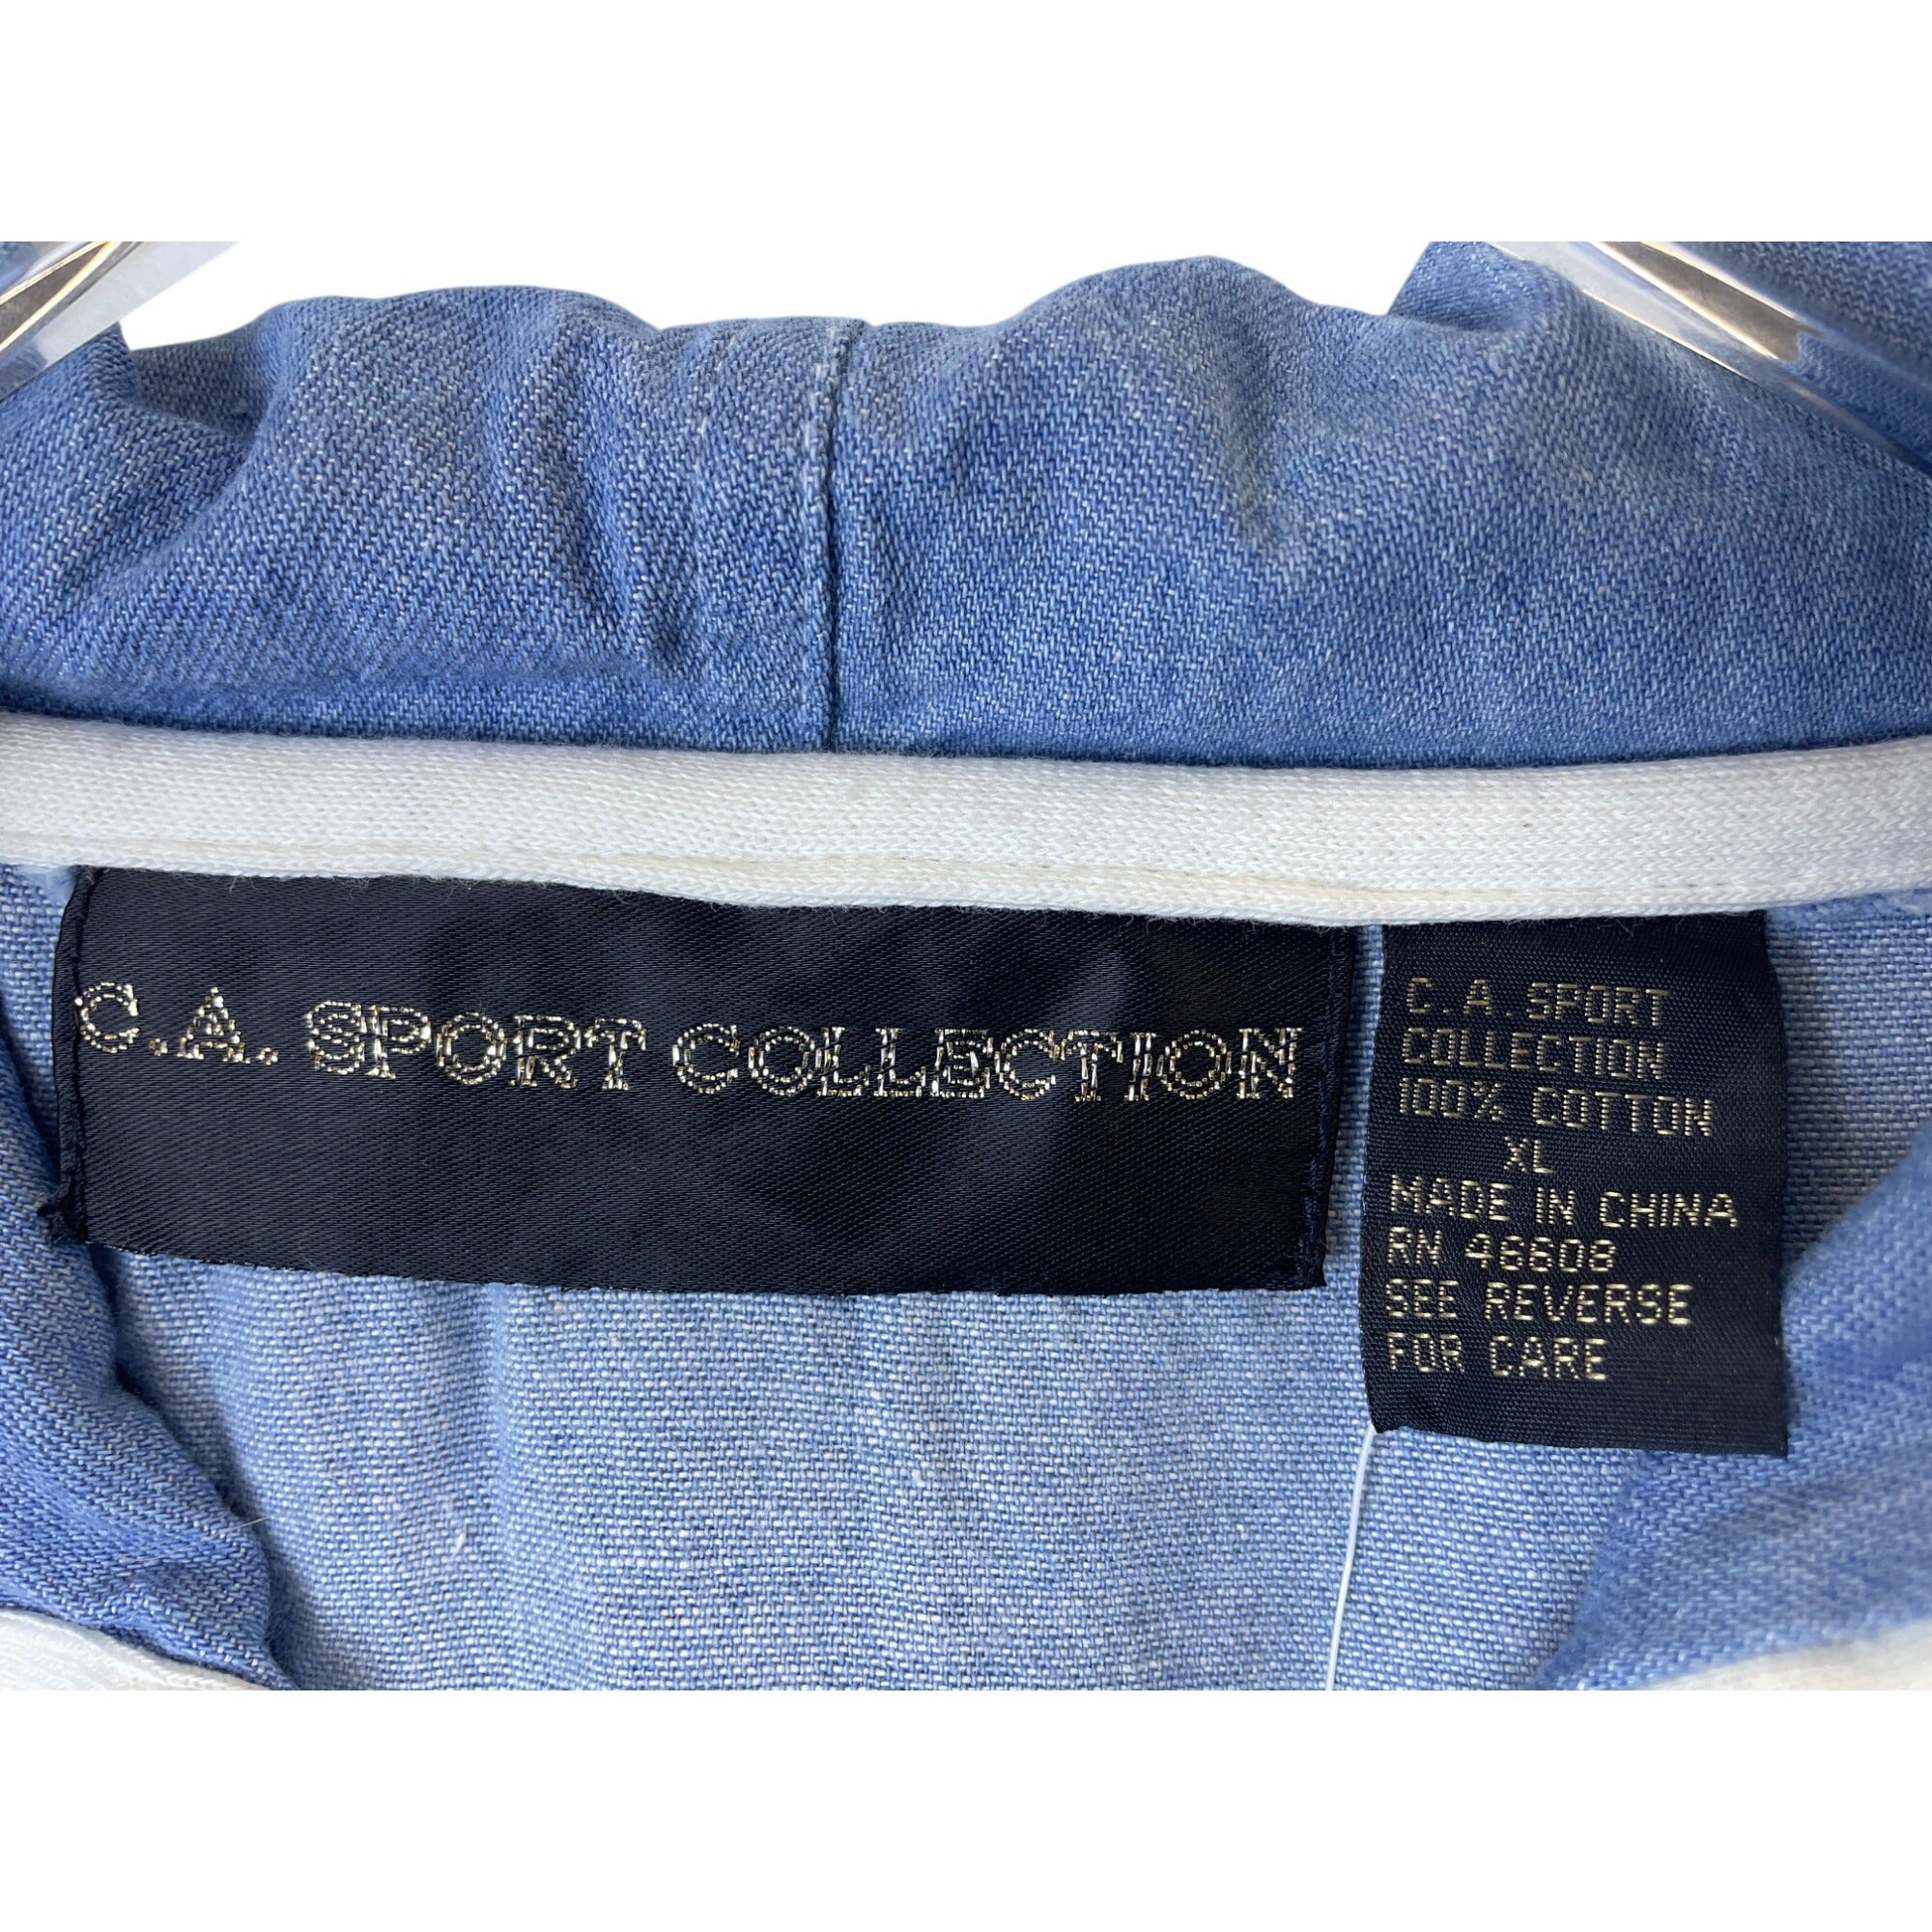 C.A. SPORT COLLECTION
C.A. SPORT
COLLECTION
100% COTTON
XL
MADE IN CHINA
RN 46608
SEE REVERSE
FOR CARE